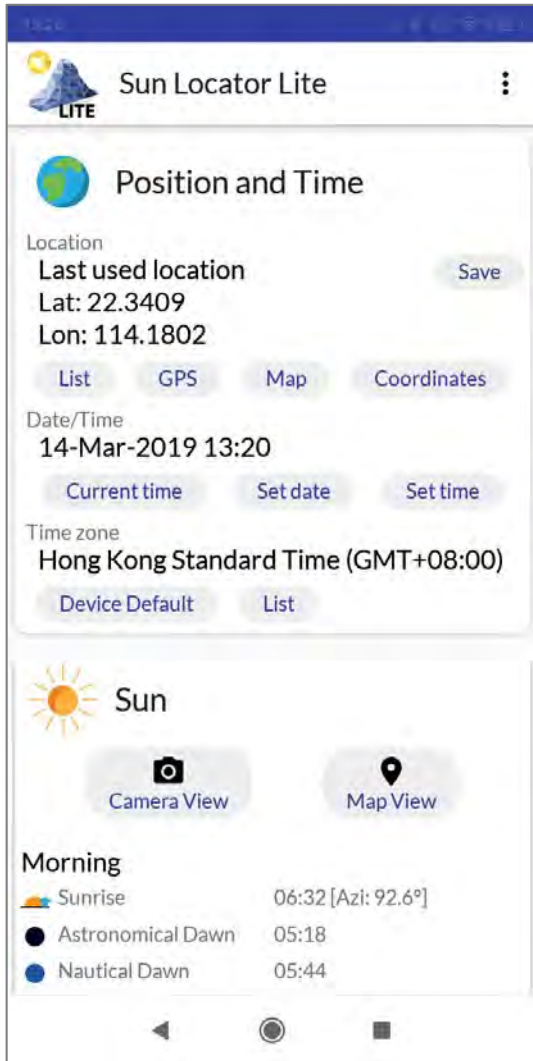 Sun Locator Lite
LITE
Position and Time
Location
Last used location
Save
Lat: 22.3409
Lon: 114.1802
List GPS Map Coordinates
Date/Time
14-Mar-2019 13:20
Current time Set date Set time
Time zone
Hong Kong Standard Time (GMT+08:00)
Device Default List
Sun
Camera View Map View
Morning
Sunrise 06:32 [Azi: 92.6º]
Astronomical Dawn 05:18
Nautical Dawn 05:44